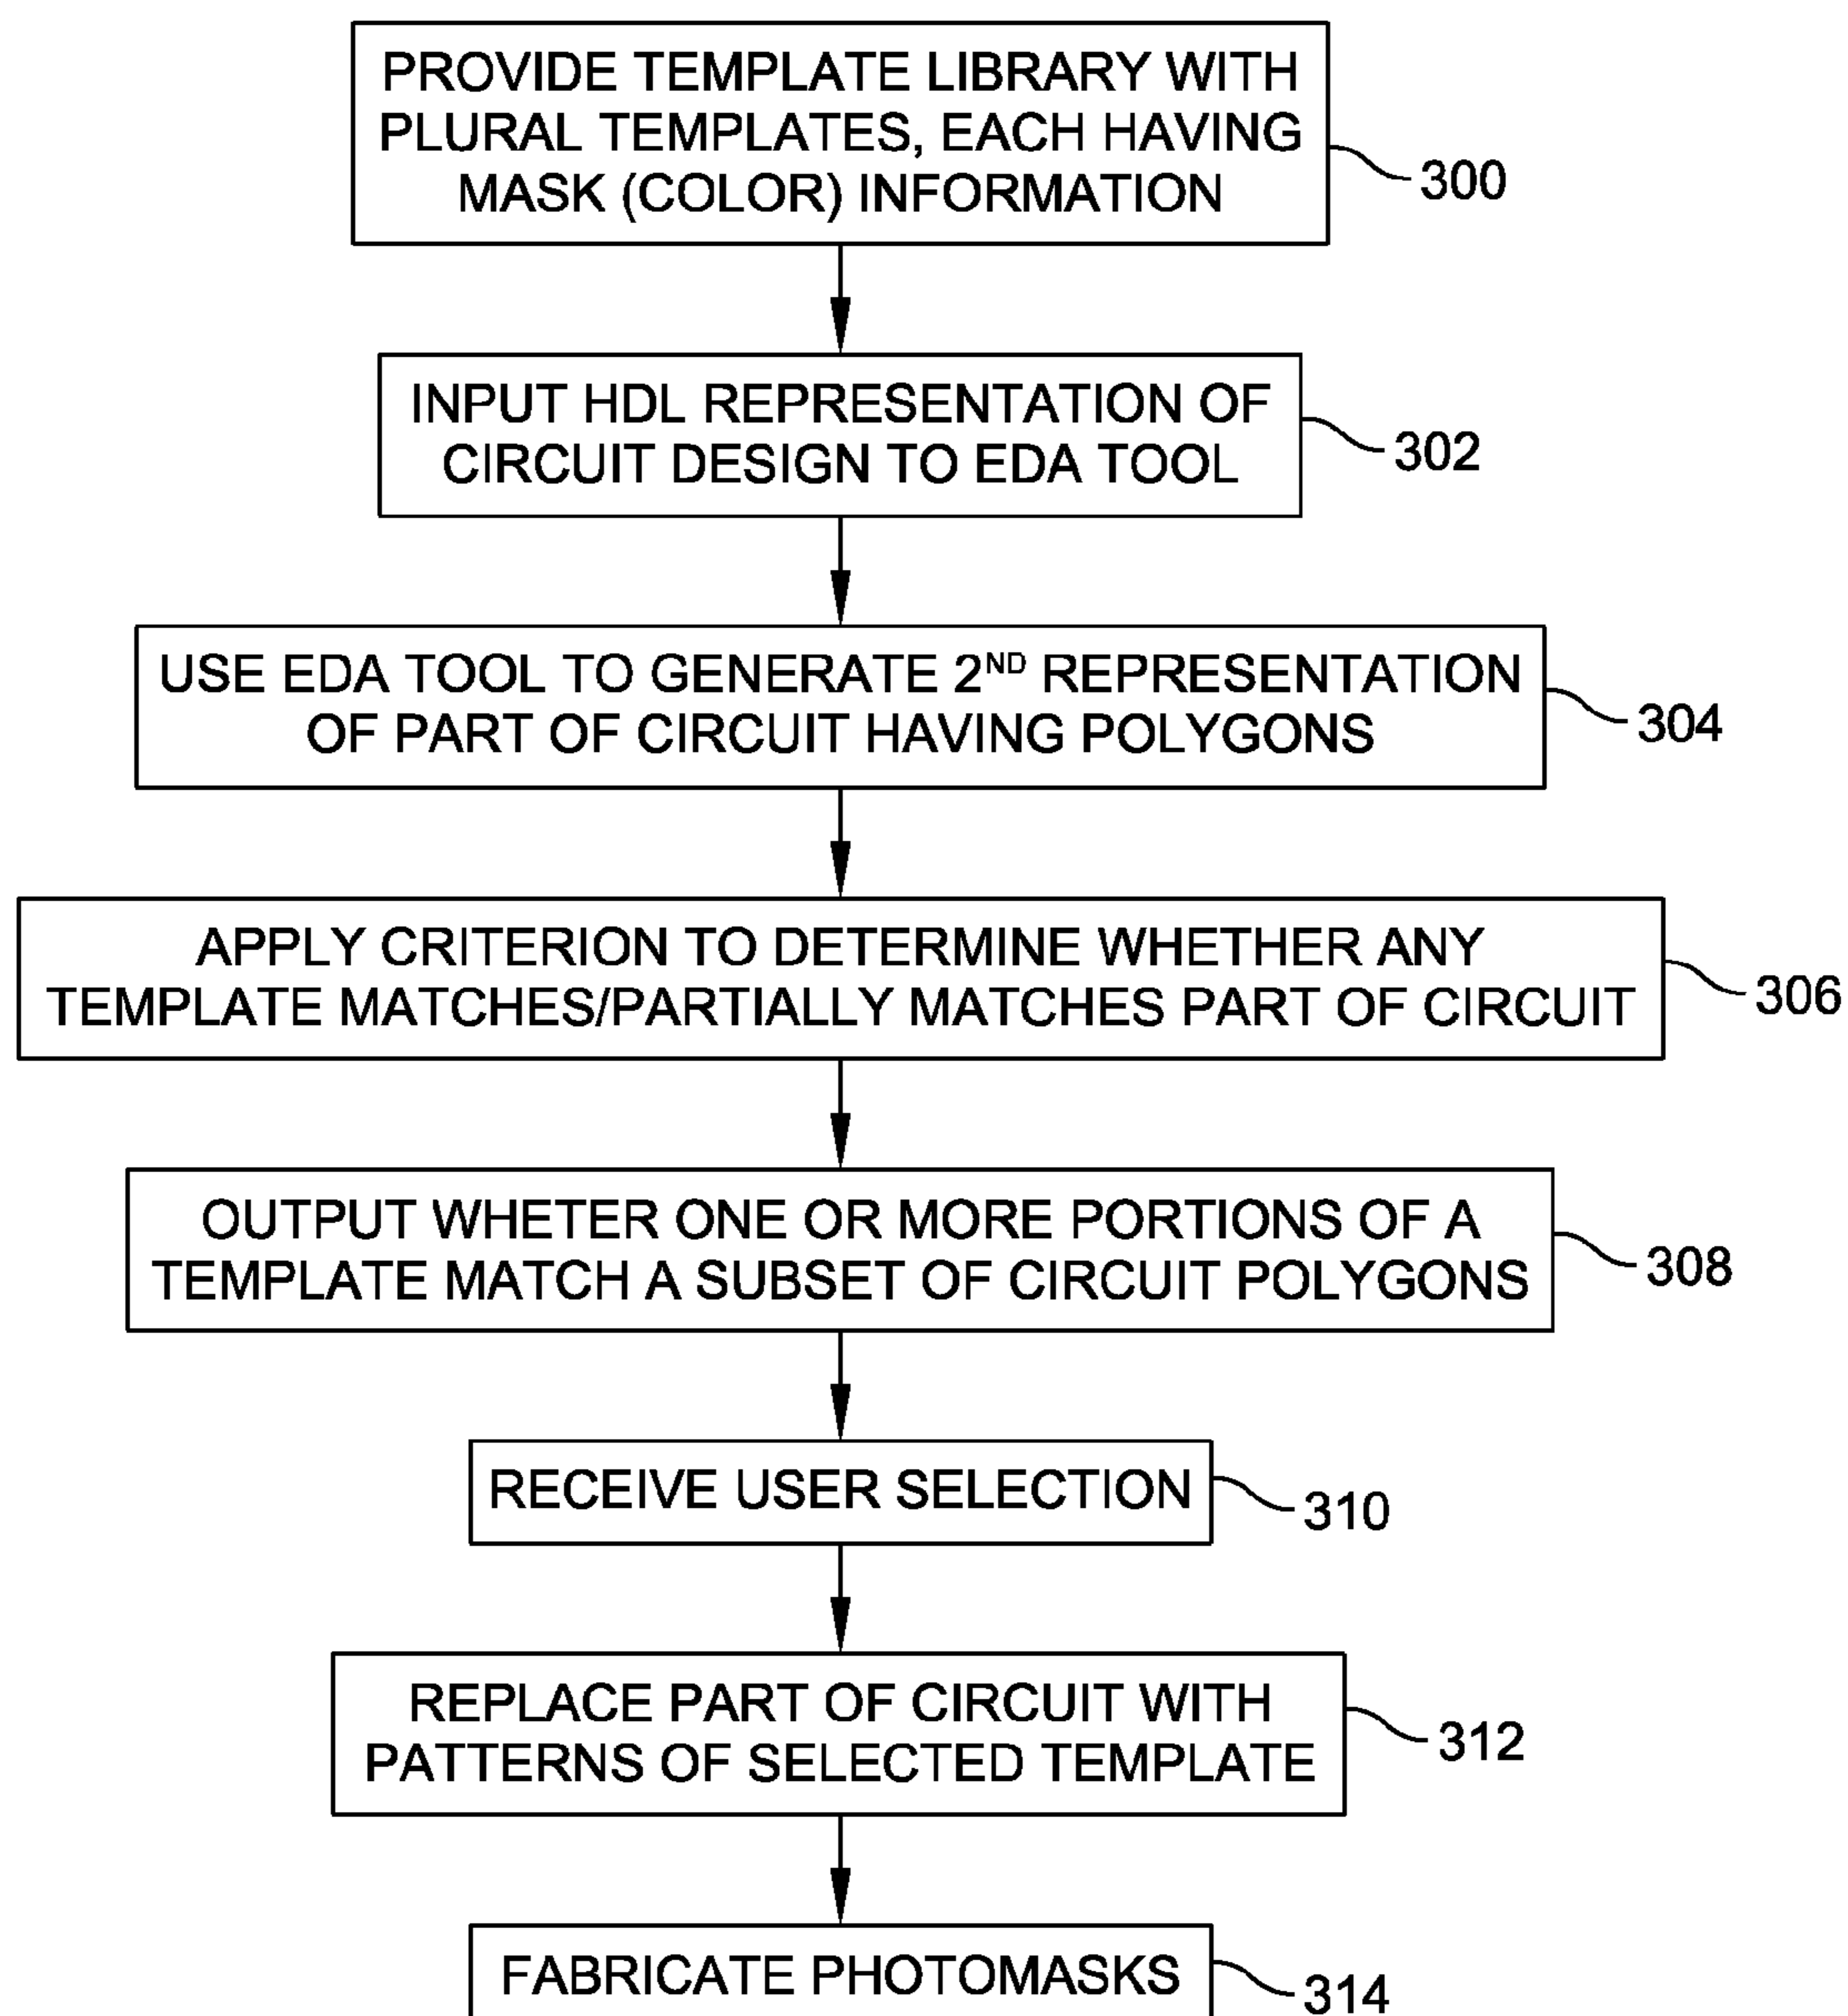 PROVIDE TEMPLATE LIBRARY WITH
PLURAL TEMPLATES, EACH HAVING
MASK (COLOR) INFORMATION
300
INPUT HDL REPRESENTATION OF
CIRCUIT DESIGN TO EDA TOOL
302
USE EDA TOOL TO GENERATE 2ND REPRESENTATION
OF PART OF CIRCUIT HAVING POLYGONS
304
APPLY CRITERION TO DETERMINE WHETHER ANY
TEMPLATE MATCHES/PARTIALLY MATCHES PART OF CIRCUIT
306
OUTPUT WHETER ONE OR MORE PORTIONS OF A
TEMPLATE MATCH A SUBSET OF CIRCUIT POLYGONS
308
RECEIVE USER SELECTION
310
REPLACE PART OF CIRCUIT WITH
PATTERNS OF SELECTED TEMPLATE
312
FABRICATE PHOTOMASKS
314